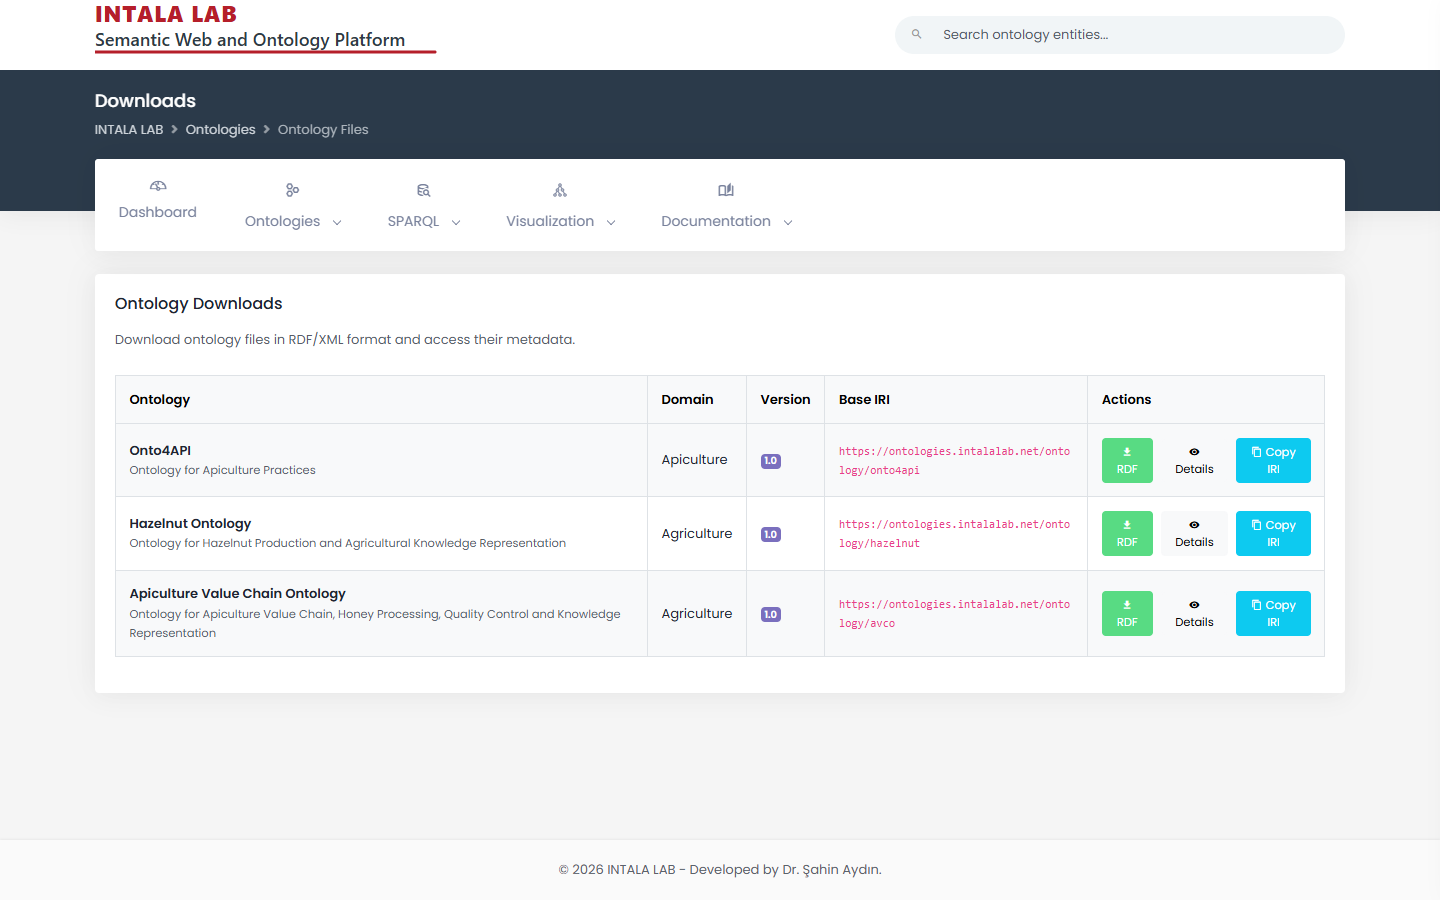 INTALA LAB
Semantic Web and Ontology Platform
Search ontology entities...
Downloads
INTALA LAB
Ontologies
Ontology Files
Dashboard
Ontologies
SPARQL
Visualization
Documentation
Ontology Downloads
Download ontology files in RDF/XML format and access their metadata.
Ontology
Domain
Version
Base IRI
Actions
Onto4API
Ontology for Apiculture Practices
Apiculture
1.0
https://ontologies.intalalab.net/onto
logy/onto4api
RDF
Details
Copy
IRI
Hazelnut Ontology
Ontology for Hazelnut Production and Agricultural Knowledge Representation
Agriculture
1.0
https://ontologies.intalalab.net/onto
logy/hazelnut
RDF
Details
Copy
IRI
Apiculture Value Chain Ontology
Ontology for Apiculture Value Chain, Honey Processing, Quality Control and Knowledge
Representation
Agriculture
1.0
https://ontologies.intalalab.net/onto
logy/avco
RDF
Details
Copy
IRI
© 2026 INTALA LAB - Developed by Dr. Şahin Aydın.